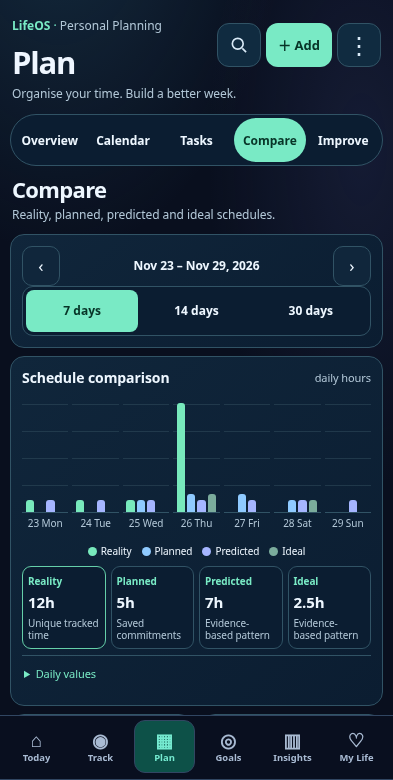 LifeOS · Personal Planning
Plan
+ Add
Organise your time. Build a better week.
Overview Calendar Tasks Compare Improve
Compare
Reality, planned, predicted and ideal schedules.
Nov 23 – Nov 29, 2026
7 days 14 days 30 days
Schedule comparison daily hours
23 Mon 24 Tue 25 Wed 26 Thu 27 Fri 28 Sat 29 Sun
Reality Planned Predicted Ideal
Reality
12h
Unique tracked
time
Planned
5h
Saved
commitments
Predicted
7h
Evidence-
based pattern
Ideal
2.5h
Evidence-
based pattern
Daily values
Today Track Plan Goals Insights My Life